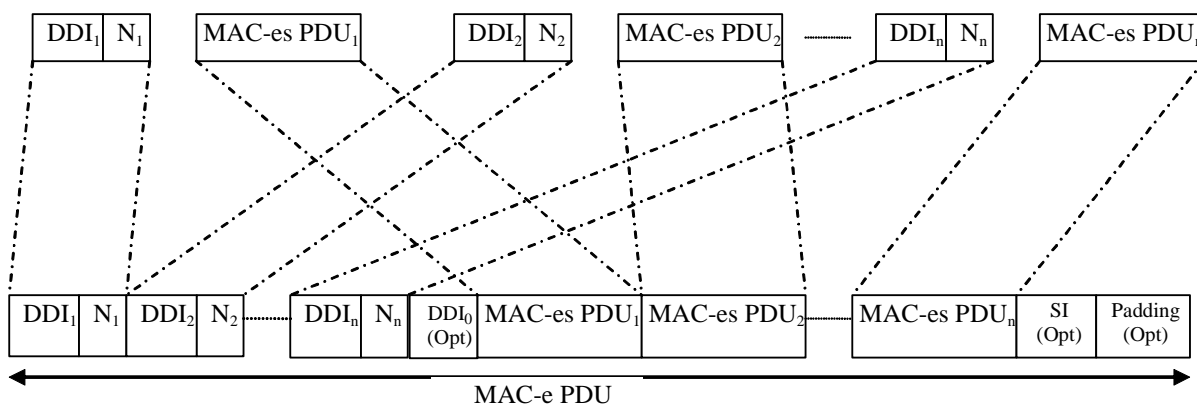 DDI₁ N₁ MAC-es PDU₁ DDI₂ N₂ MAC-es PDU₂ DDIₙ Nₙ MAC-es PDUₙ
DDI₁ N₁ DDI₂ N₂ DDIₙ Nₙ DDI₀ (Opt) MAC-es PDU₁ MAC-es PDU₂ MAC-es PDUₙ SI (Opt) Padding (Opt)
MAC-e PDU